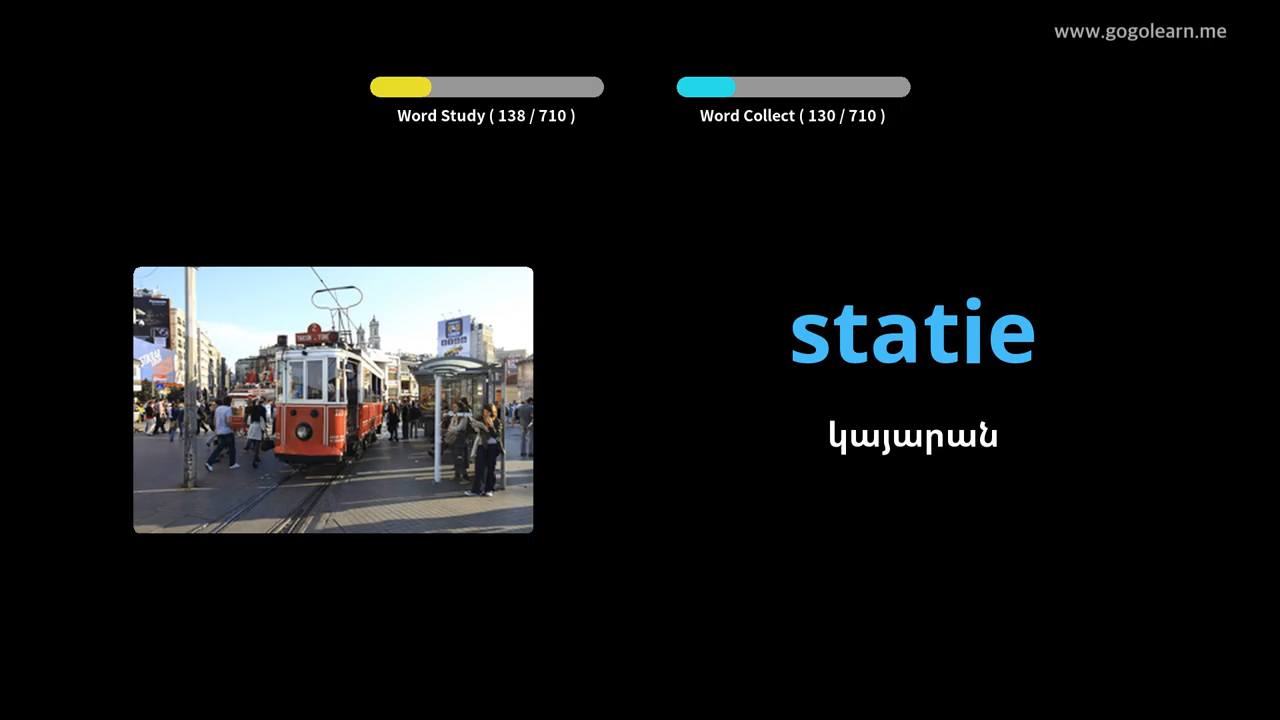 www.gogolearn.me
Word Study ( 138 / 710 )
Word Collect ( 130 / 710 )
statie
կայարան